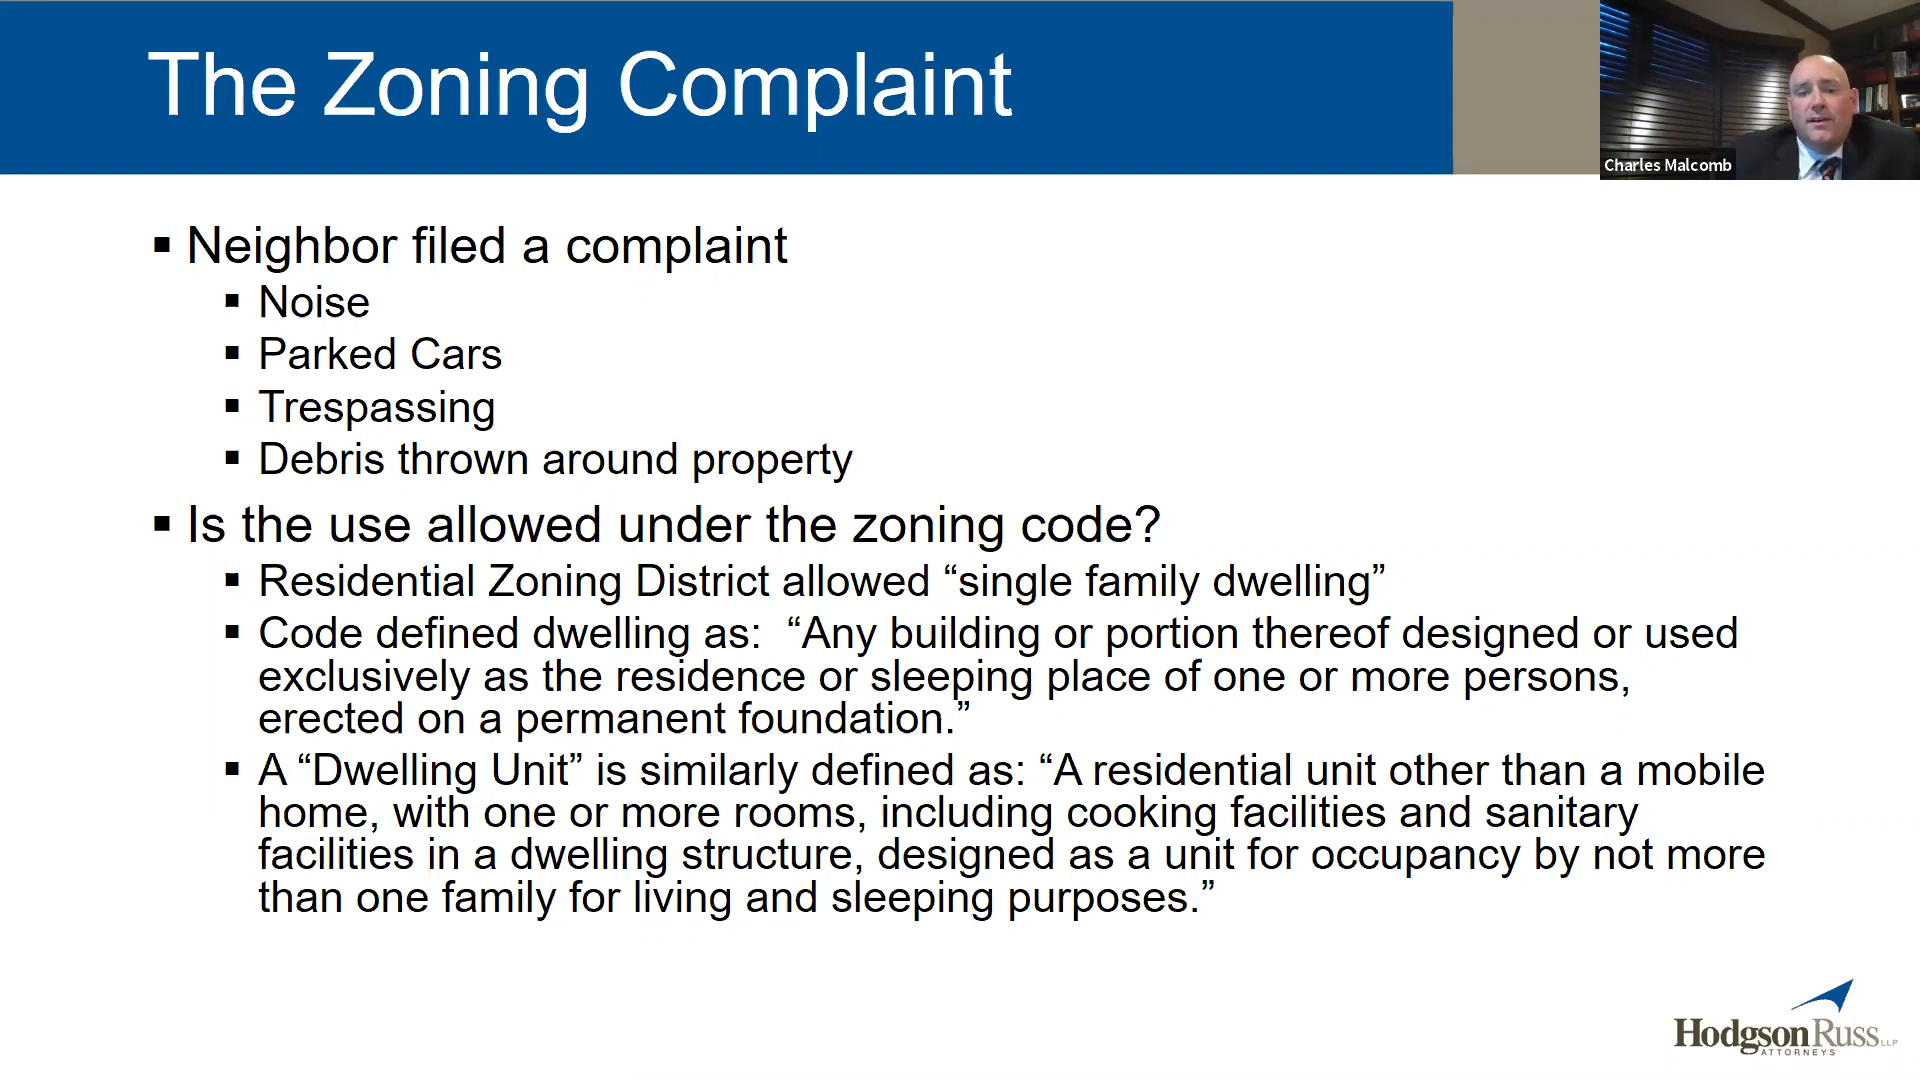 The Zoning Complaint
Charles Malcomb
▪ Neighbor filed a complaint
▪ Noise
▪ Parked Cars
▪ Trespassing
▪ Debris thrown around property
▪ Is the use allowed under the zoning code?
▪ Residential Zoning District allowed “single family dwelling”
▪ Code defined dwelling as:  “Any building or portion thereof designed or used
exclusively as the residence or sleeping place of one or more persons,
erected on a permanent foundation.”
▪ A “Dwelling Unit” is similarly defined as: “A residential unit other than a mobile
home, with one or more rooms, including cooking facilities and sanitary
facilities in a dwelling structure, designed as a unit for occupancy by not more
than one family for living and sleeping purposes.”
HodgsonRuss LLP
ATTORNEYS